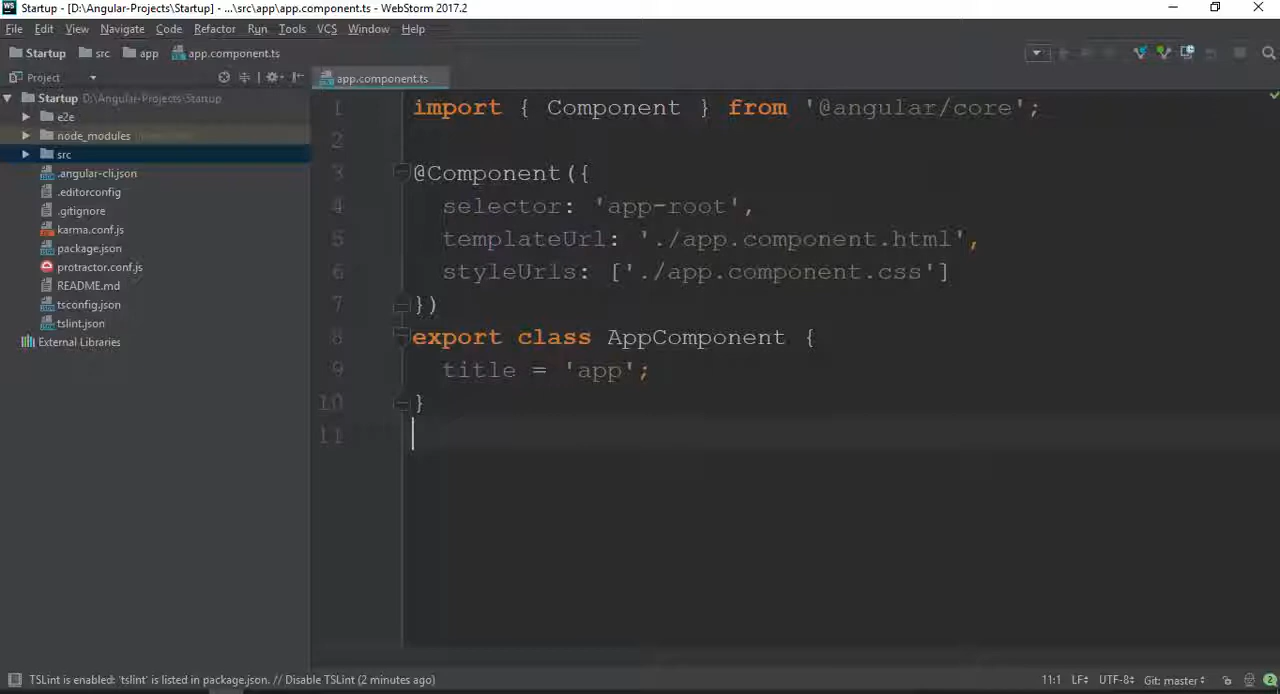 WS Startup - [D:\Angular-Projects\Startup] - ...\src\app\app.component.ts - WebStorm 2017.2
File Edit View Navigate Code Refactor Run Tools VCS Window Help
Startup src app app.component.ts
Project
app.component.ts
Startup D:\Angular-Projects\Startup
e2e
node_modules
src
.angular-cli.json
.editorconfig
.gitignore
karma.conf.js
package.json
protractor.conf.js
README.md
tsconfig.json
tslint.json
External Libraries
1 import { Component } from '@angular/core';
2
3 @Component({
4 selector: 'app-root',
5 templateUrl: './app.component.html',
6 styleUrls: ['./app.component.css']
7 })
8 export class AppComponent {
9 title = 'app';
10 }
11
TSLint is enabled: 'tslint' is listed in package.json. // Disable TSLint (2 minutes ago)
11:1 LF UTF-8 Git: master 2